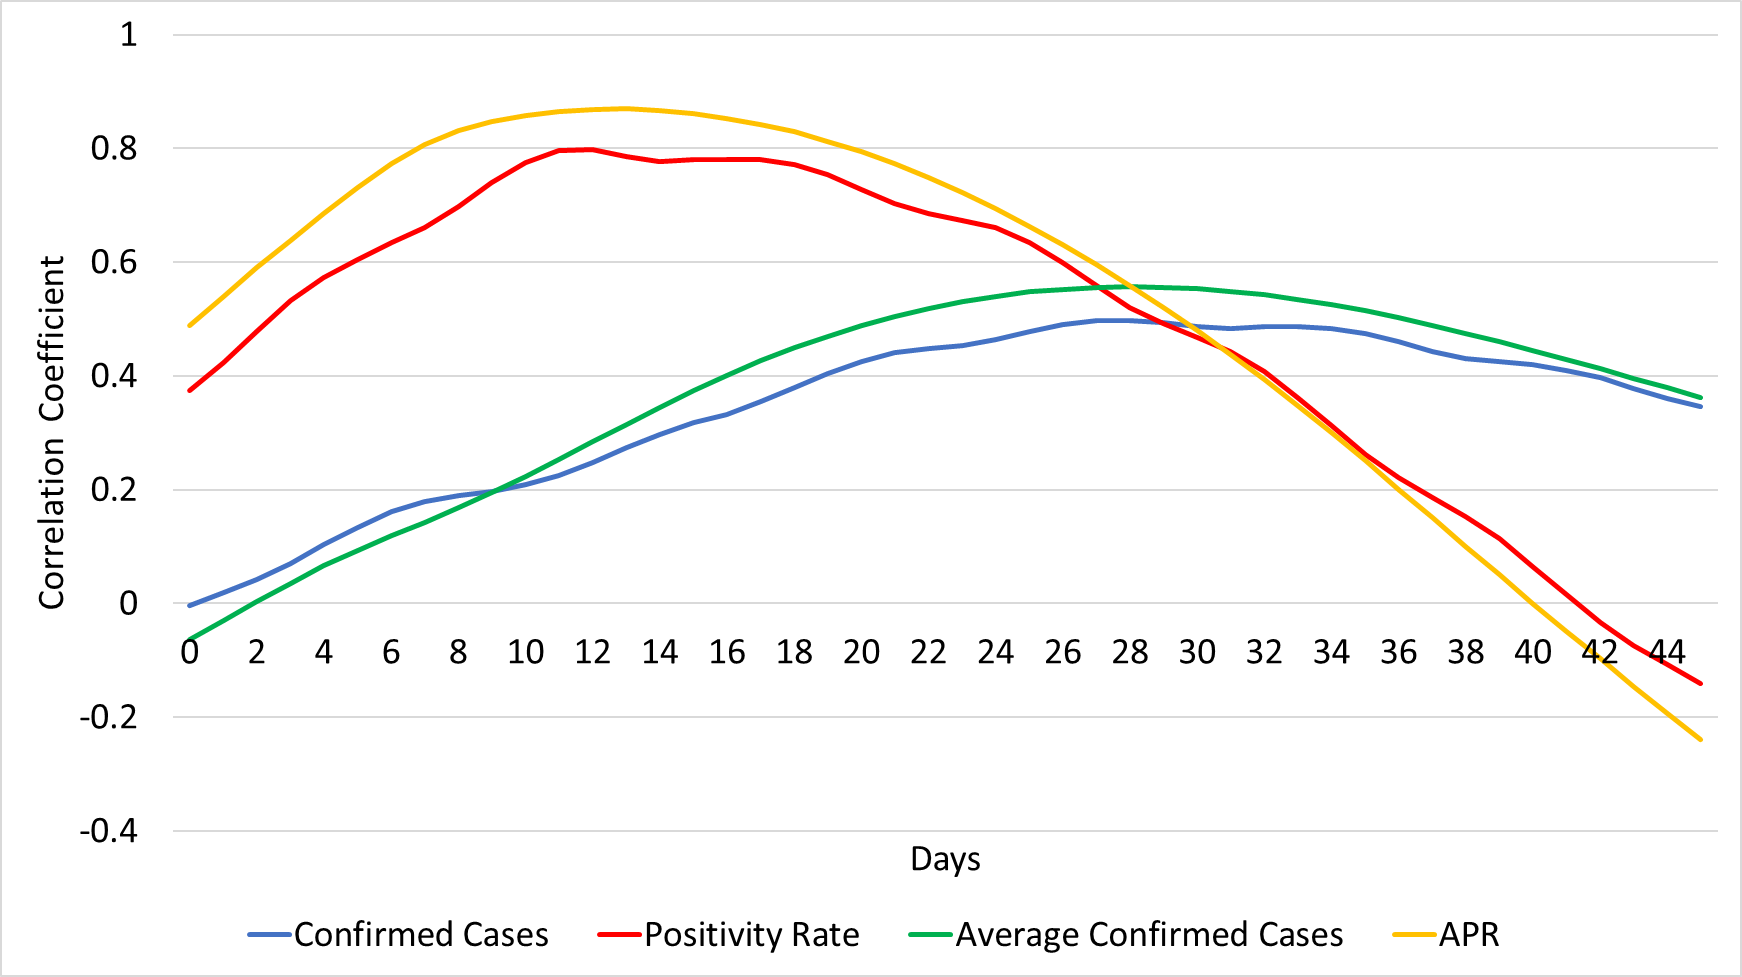 1
0.8
0.6
0.4
0.2
0
-0.2
-0.4
Correlation Coefficient
0 2 4 6 8 10 12 14 16 18 20 22 24 26 28 30 32 34 36 38 40 42 44
Days
Confirmed Cases Positivity Rate Average Confirmed Cases APR